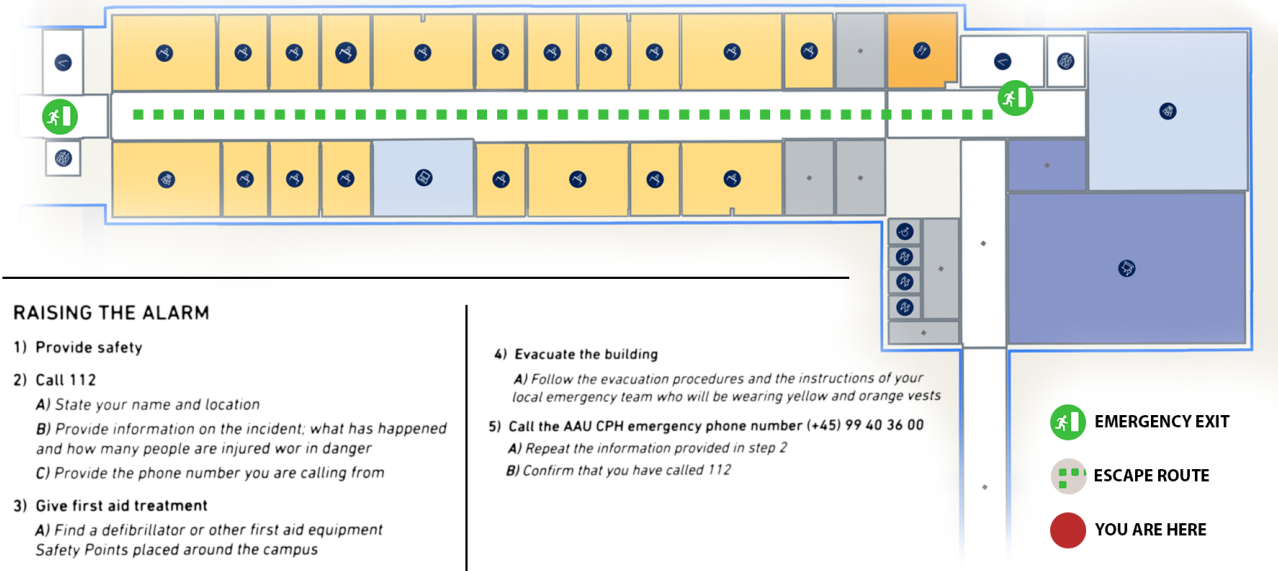 RAISING THE ALARM
1) Provide safety
2) Call 112
A) State your name and location
B) Provide information on the incident; what has happened
and how many people are injured wor in danger
C) Provide the phone number you are calling from
3) Give first aid treatment
A) Find a defibrillator or other first aid equipment
Safety Points placed around the campus
4) Evacuate the building
A) Follow the evacuation procedures and the instructions of your
local emergency team who will be wearing yellow and orange vests
5) Call the AAU CPH emergency phone number (+45) 99 40 36 00
A) Repeat the information provided in step 2
B) Confirm that you have called 112
EMERGENCY EXIT
ESCAPE ROUTE
YOU ARE HERE